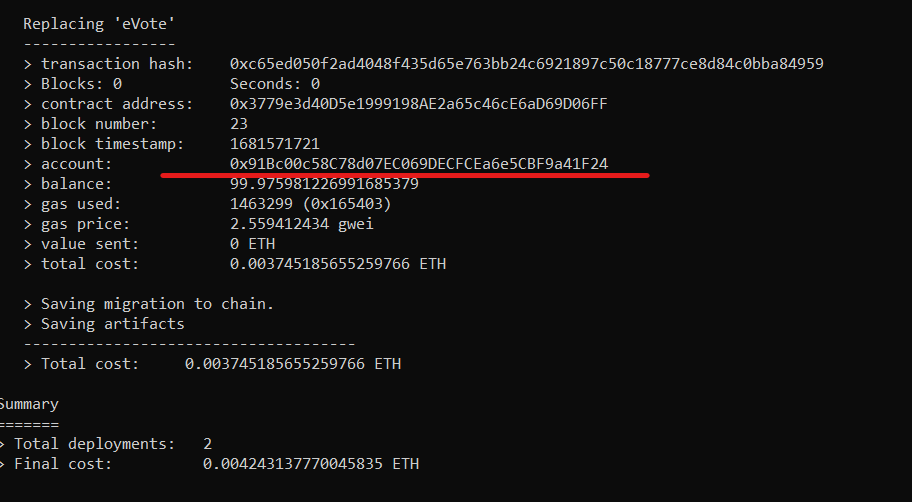 Replacing 'eVote'
-----------------
> transaction hash:    0xc65ed050f2ad4048f435d65e763bb24c6921897c50c18777ce8d84c0bba84959
> Blocks: 0            Seconds: 0
> contract address:    0x3779e3d40D5e1999198AE2a65c46cE6aD69D06FF
> block number:        23
> block timestamp:     1681571721
> account:             0x91Bc00c58C78d07EC069DECFCEa6e5CBF9a41F24
> balance:             99.975981226991685379
> gas used:            1463299 (0x165403)
> gas price:           2.559412434 gwei
> value sent:          0 ETH
> total cost:          0.003745185655259766 ETH
> Saving migration to chain.
> Saving artifacts
-------------------------------------
> Total cost:     0.003745185655259766 ETH
Summary
=======
> Total deployments:   2
> Final cost:          0.004243137770045835 ETH